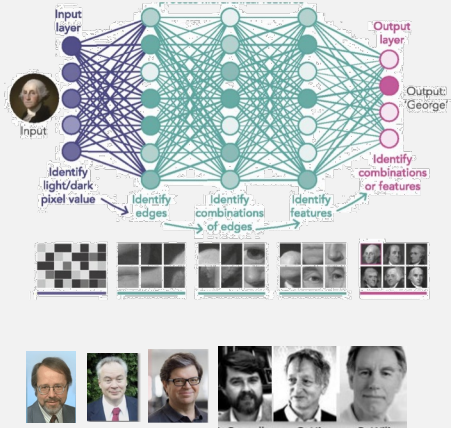 Input
layer
Output
layer
Input
Output:
'George'
Identify
light/dark
pixel value
Identify
edges
Identify
combinations
of edges
Identify
features
Identify
combinations
or features